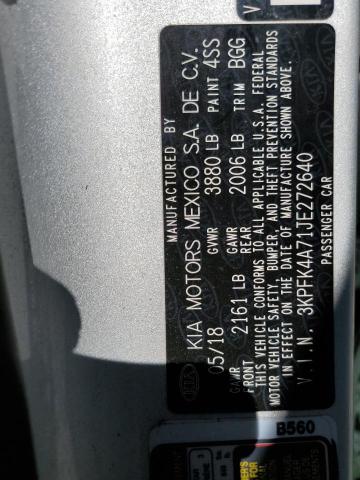 MANUFACTURED BY
KIA MOTORS MEXICO S.A. DE C.V.
05/18 GVWR 3880 LB PAINT 4SS
GAWR 2161 LB GAWR 2006 LB TRIM BGG
REAR
THIS VEHICLE CONFORMS TO ALL APPLICABLE U.S.A. FEDERAL
MOTOR VEHICLE SAFETY, BUMPER, AND THEFT PREVENTION STANDARDS
IN EFFECT ON THE DATE OF MANUFACTURE SHOWN ABOVE.
V.I.N. 3KPFK4A71JE272640
PASSENGER CAR
KIA
B560
V